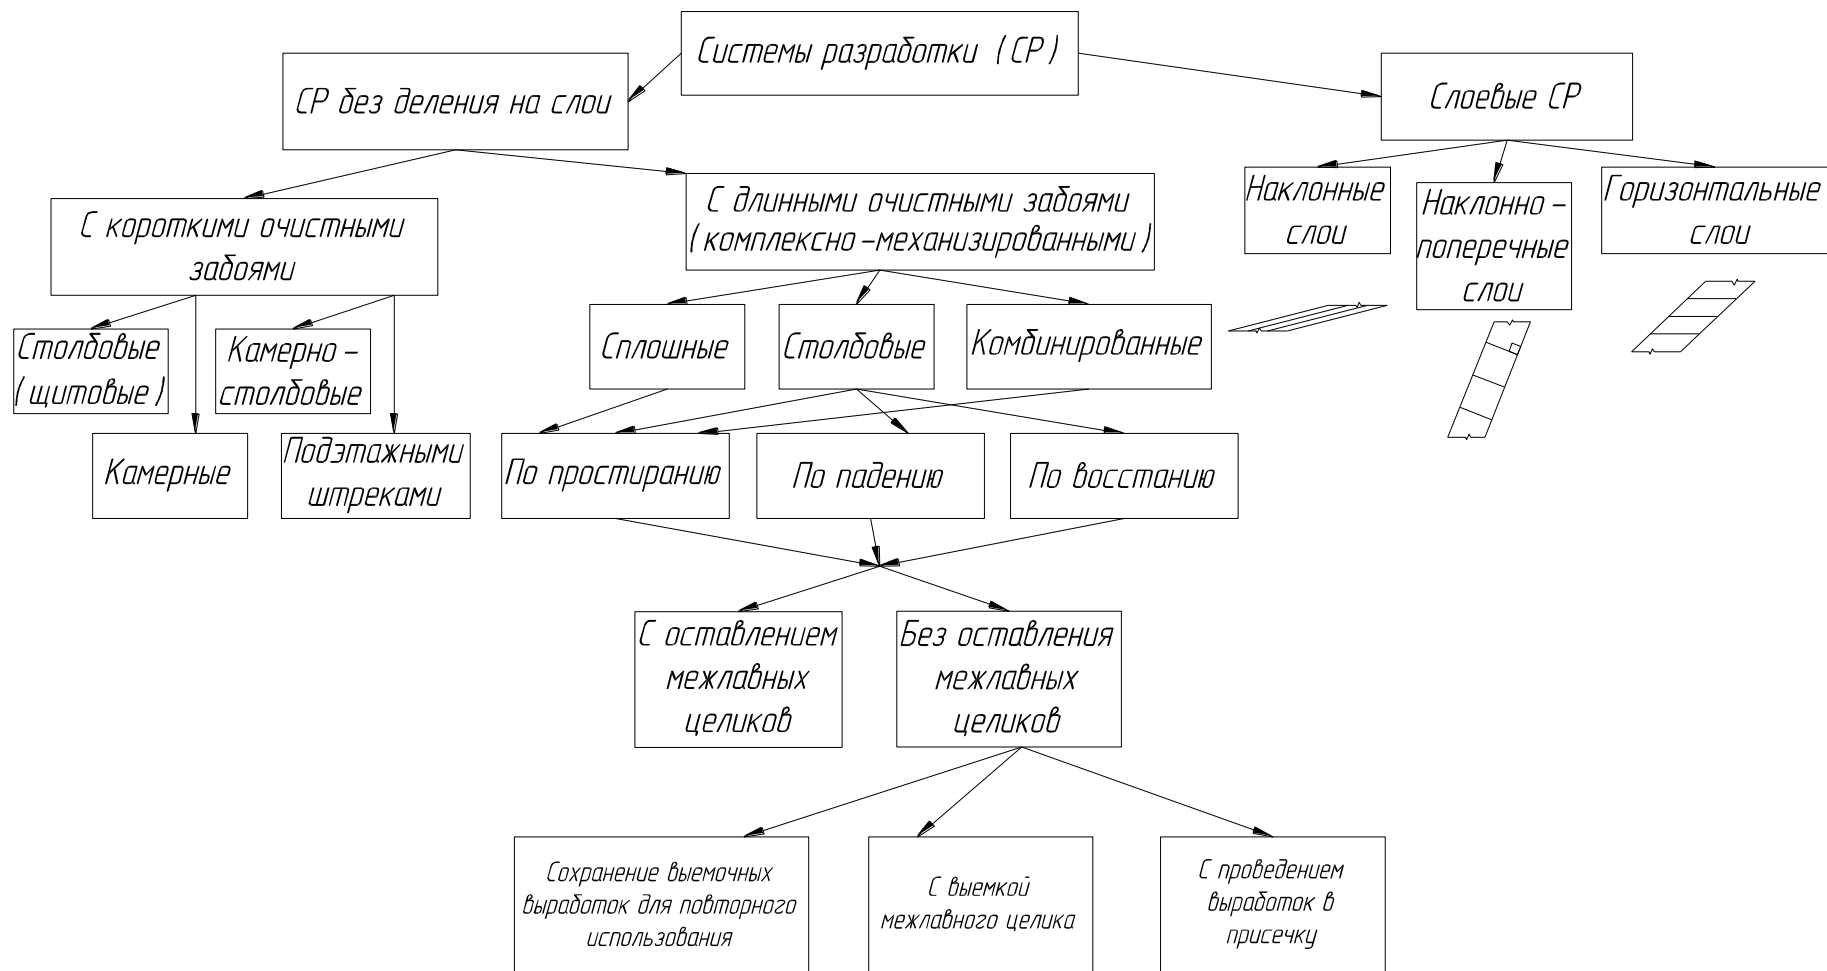 Системы разработки (СР)
СР без деления на слои
Слоевые СР
С короткими очистными
забоями
С длинными очистными забоями
(комплексно-механизированными)
Наклонные
слои
Наклонно-
поперечные
слои
Горизонтальные
слои
Столбовые
(щитовые)
Камерно-
столбовые
Сплошные
Столбовые
Комбинированные
Камерные
Подэтажными
штреками
По простиранию
По падению
По восстанию
С оставлением
межлавных
целиков
Без оставления
межлавных
целиков
Сохранение выемочных
выработок для повторного
использования
С выемкой
межлавного целика
С проведением
выработок в
присечку